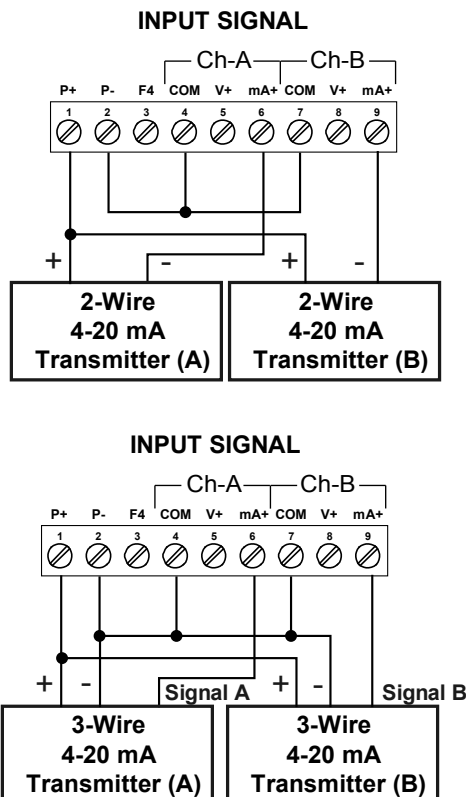 INPUT SIGNAL
Ch-A Ch-B
P+ P- F4 COM V+ mA+ COM V+ mA+
1 2 3 4 5 6 7 8 9
+ - + -
2-Wire 2-Wire
4-20 mA 4-20 mA
Transmitter (A) Transmitter (B)
INPUT SIGNAL
Ch-A Ch-B
P+ P- F4 COM V+ mA+ COM V+ mA+
1 2 3 4 5 6 7 8 9
+ - Signal A + - Signal B
3-Wire 3-Wire
4-20 mA 4-20 mA
Transmitter (A) Transmitter (B)